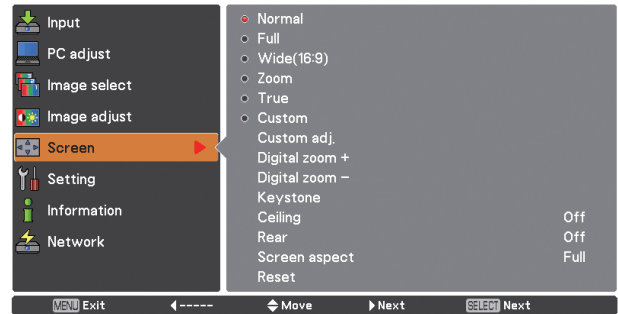 Input
PC adjust
Image select
Image adjust
Screen
Setting
Information
Network
Normal
Full
Wide(16:9)
Zoom
True
Custom
Custom adj.
Digital zoom +
Digital zoom –
Keystone
Ceiling Off
Rear Off
Screen aspect Full
Reset
MENU Exit ----- Move Next SELECT Next